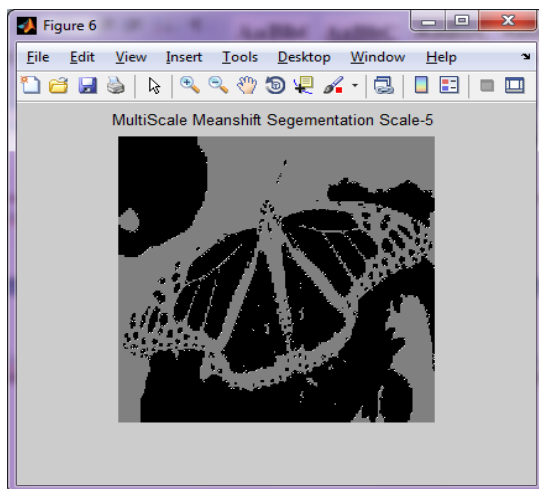 Figure 6
File Edit View Insert Tools Desktop Window Help
MultiScale Meanshift Segementation Scale-5